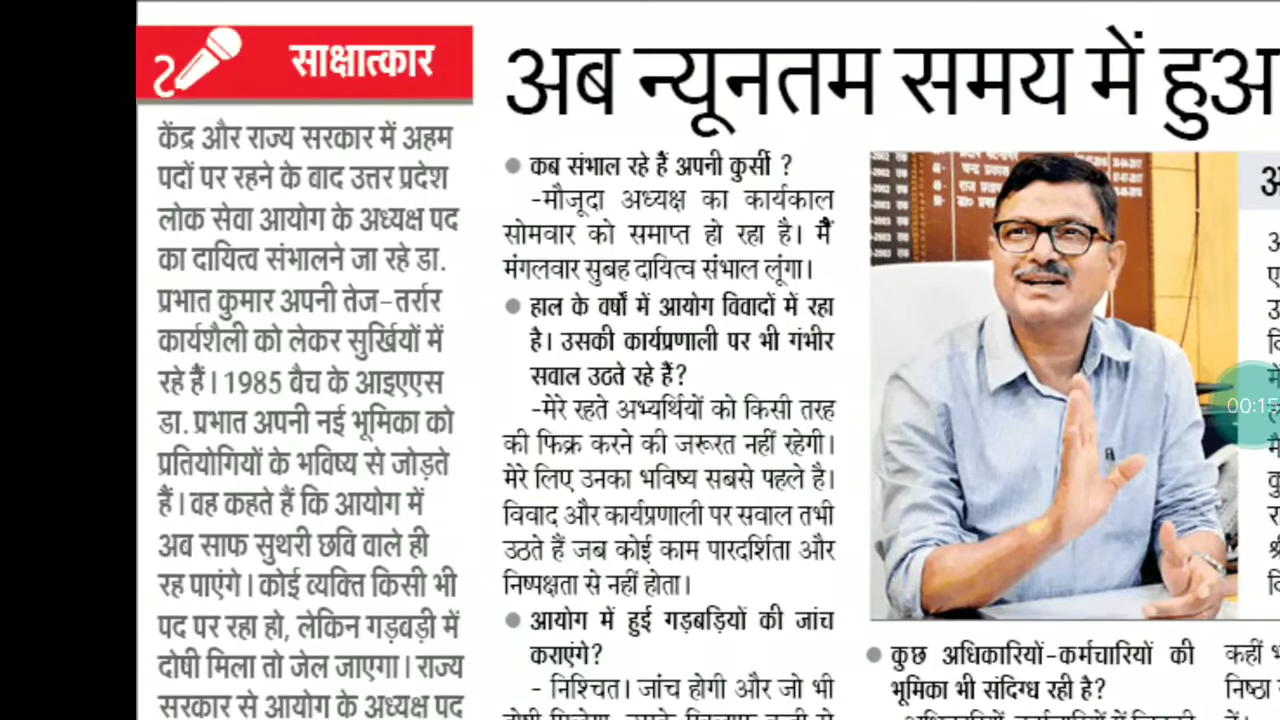 साक्षात्कार
केंद्र और राज्य सरकार में अहम
पदों पर रहने के बाद उत्तर प्रदेश
लोक सेवा आयोग के अध्यक्ष पद
का दायित्व संभालने जा रहे डा.
प्रभात कुमार अपनी तेज-तर्रार
कार्यशैली को लेकर सुर्खियों में
रहे हैं। 1985 बैच के आइएएस
डा. प्रभात अपनी नई भूमिका को
प्रतियोगियों के भविष्य से जोड़ते
हैं। वह कहते हैं कि आयोग में
अब साफ सुथरी छवि वाले ही
रह पाएंगे। कोई व्यक्ति किसी भी
पद पर रहा हो, लेकिन गड़बड़ी में
दोषी मिला तो जेल जाएगा। राज्य
सरकार से आयोग के अध्यक्ष पद
अब न्यूनतम समय में हुआ
● कब संभाल रहे हैं अपनी कुर्सी ?
-मौजूदा अध्यक्ष का कार्यकाल
सोमवार को समाप्त हो रहा है। मैं
मंगलवार सुबह दायित्व संभाल लूंगा।
● हाल के वर्षों में आयोग विवादों में रहा
है। उसकी कार्यप्रणाली पर भी गंभीर
सवाल उठते रहे हैं?
-मेरे रहते अभ्यर्थियों को किसी तरह
की फिक्र करने की जरूरत नहीं रहेगी।
मेरे लिए उनका भविष्य सबसे पहले है।
विवाद और कार्यप्रणाली पर सवाल तभी
उठते हैं जब कोई काम पारदर्शिता और
निष्पक्षता से नहीं होता।
● आयोग में हुई गड़बड़ियों की जांच
कराएंगे?
- निश्चित। जांच होगी और जो भी
● कुछ अधिकारियों-कर्मचारियों की
भूमिका भी संदिग्ध रही है?
कहीं
निष्ठा
00:15